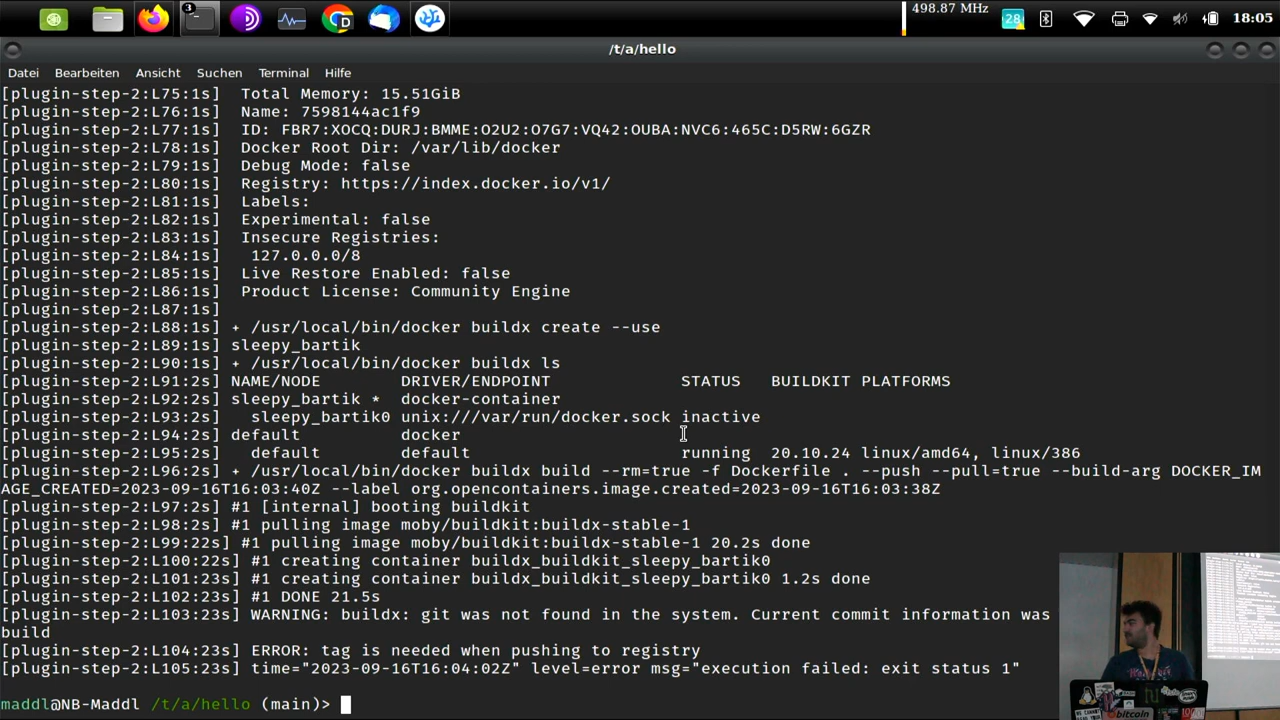 3
498.87 MHz
28
18:05
/t/a/hello
Datei Bearbeiten Ansicht Suchen Terminal Hilfe
[plugin-step-2:L75:1s]  Total Memory: 15.51GiB
[plugin-step-2:L76:1s]  Name: 7598144ac1f9
[plugin-step-2:L77:1s]  ID: FBR7:XOCQ:DURJ:BMME:O2U2:O7G7:VQ42:OUBA:NVC6:465C:D5RW:6GZR
[plugin-step-2:L78:1s]  Docker Root Dir: /var/lib/docker
[plugin-step-2:L79:1s]  Debug Mode: false
[plugin-step-2:L80:1s]  Registry: https://index.docker.io/v1/
[plugin-step-2:L81:1s]  Labels:
[plugin-step-2:L82:1s]  Experimental: false
[plugin-step-2:L83:1s]  Insecure Registries:
[plugin-step-2:L84:1s]   127.0.0.0/8
[plugin-step-2:L85:1s]  Live Restore Enabled: false
[plugin-step-2:L86:1s]  Product License: Community Engine
[plugin-step-2:L87:1s]
[plugin-step-2:L88:1s] + /usr/local/bin/docker buildx create --use
[plugin-step-2:L89:1s] sleepy_bartik
[plugin-step-2:L90:1s] + /usr/local/bin/docker buildx ls
[plugin-step-2:L91:2s] NAME/NODE        DRIVER/ENDPOINT             STATUS   BUILDKIT PLATFORMS
[plugin-step-2:L92:2s] sleepy_bartik *  docker-container
[plugin-step-2:L93:2s]   sleepy_bartik0 unix:///var/run/docker.sock inactive
[plugin-step-2:L94:2s] default          docker
[plugin-step-2:L95:2s]   default        default                     running  20.10.24 linux/amd64, linux/386
[plugin-step-2:L96:2s] + /usr/local/bin/docker buildx build --rm=true -f Dockerfile . --push --pull=true --build-arg DOCKER_IM
AGE_CREATED=2023-09-16T16:03:40Z --label org.opencontainers.image.created=2023-09-16T16:03:38Z
[plugin-step-2:L97:2s] #1 [internal] booting buildkit
[plugin-step-2:L98:2s] #1 pulling image moby/buildkit:buildx-stable-1
[plugin-step-2:L99:22s] #1 pulling image moby/buildkit:buildx-stable-1 20.2s done
[plugin-step-2:L100:22s] #1 creating container buildx_buildkit_sleepy_bartik0
[plugin-step-2:L101:23s] #1 creating container buildx_buildkit_sleepy_bartik0 1.2s done
[plugin-step-2:L102:23s] #1 DONE 21.5s
[plugin-step-2:L103:23s] WARNING: buildx: git was not found in the system. Current commit information was
build
[plugin-step-2:L104:23s] ERROR: tag is needed when pushing to registry
[plugin-step-2:L105:23s] time="2023-09-16T16:04:02Z" level=error msg="execution failed: exit status 1"
maddl@NB-Maddl /t/a/hello (main)>
bitcoin